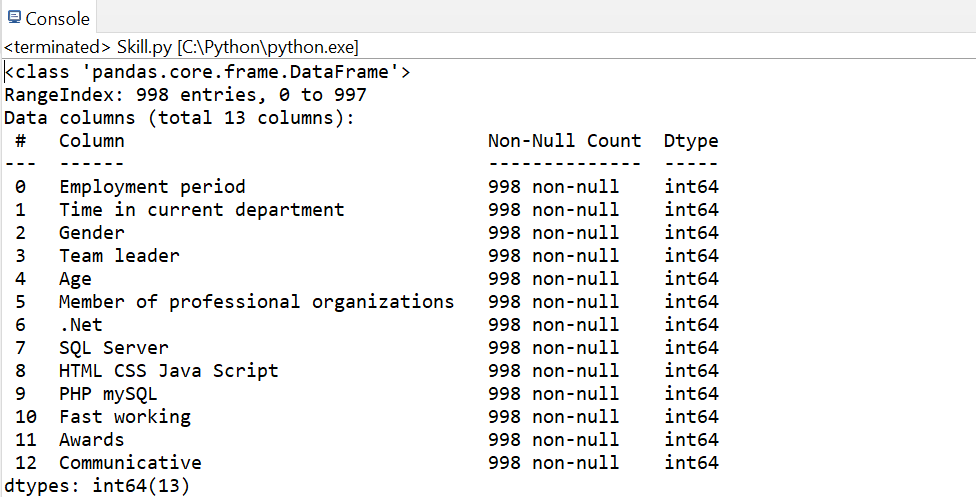 Console
<terminated> Skill.py [C:\Python\python.exe]
<class 'pandas.core.frame.DataFrame'>
RangeIndex: 998 entries, 0 to 997
Data columns (total 13 columns):
 #   Column                                 Non-Null Count  Dtype
---  ------                                 --------------  -----
 0   Employment period                      998 non-null    int64
 1   Time in current department             998 non-null    int64
 2   Gender                                 998 non-null    int64
 3   Team leader                            998 non-null    int64
 4   Age                                    998 non-null    int64
 5   Member of professional organizations   998 non-null    int64
 6   .Net                                   998 non-null    int64
 7   SQL Server                             998 non-null    int64
 8   HTML CSS Java Script                   998 non-null    int64
 9   PHP mySQL                              998 non-null    int64
 10  Fast working                           998 non-null    int64
 11  Awards                                 998 non-null    int64
 12  Communicative                          998 non-null    int64
dtypes: int64(13)